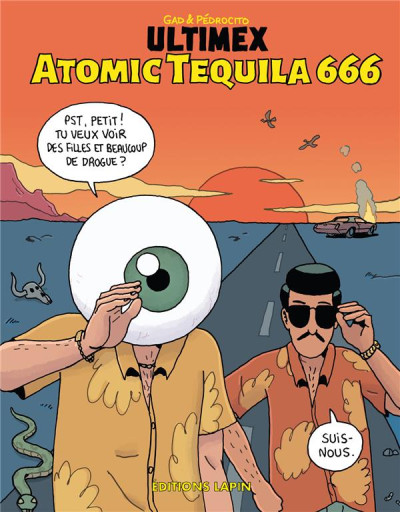 GAD & PÉDROCITO
ULTIMEX
ATOMIC TEQUILA 666
PST, PETIT!
TU VEUX VOIR
DES FILLES ET BEAUCOUP
DE DROGUE?
SUIS-
NOUS.
EDITIONS LAPIN